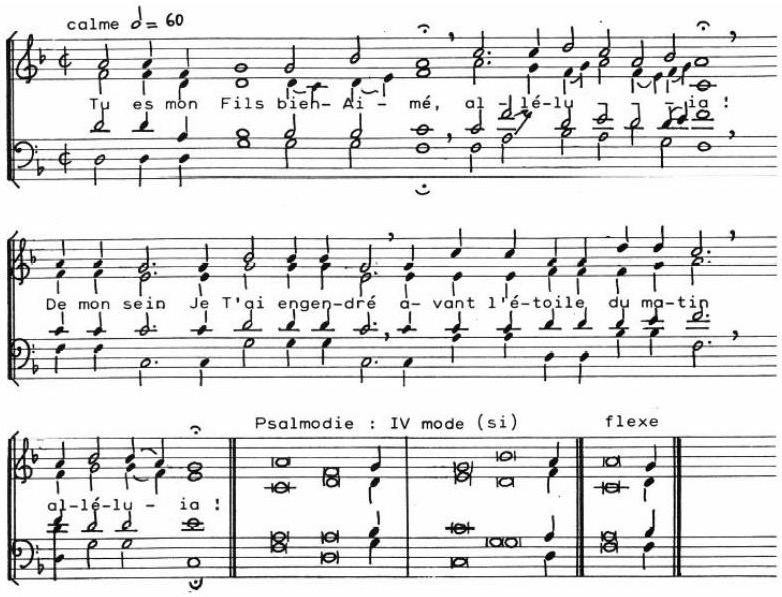 calme 𝅗𝅥 = 60
Tu es mon Fils bien-Ai - mé, al - lé-lu - - - ia !
De mon sein Je T'ai engen-dré a- vant l'é-toile du ma-tin
Psalmodie : IV mode (si) flexe
al-lé-lu - ia !